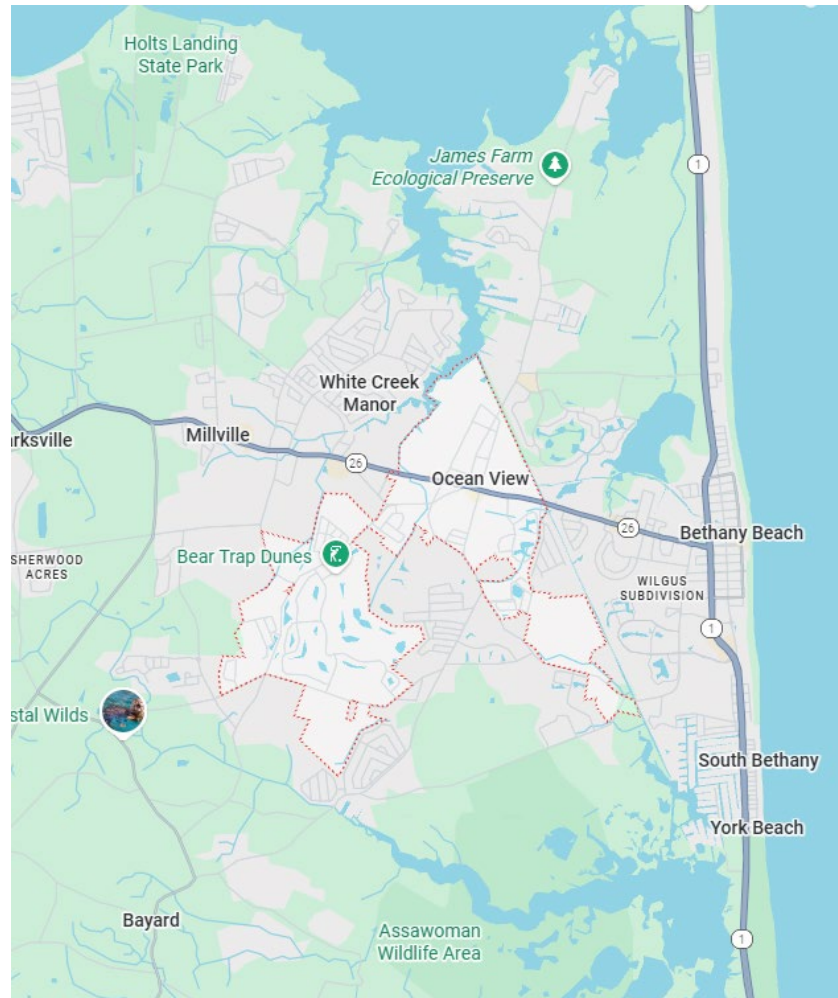 Holts Landing
State Park
James Farm
Ecological Preserve
1
White Creek
Manor
arksville
Millville
26
Ocean View
26
Bethany Beach
Bear Trap Dunes
SHERWOOD
ACRES
WILGUS
SUBDIVISION
1
stal Wilds
South Bethany
York Beach
Bayard
Assawoman
Wildlife Area
1